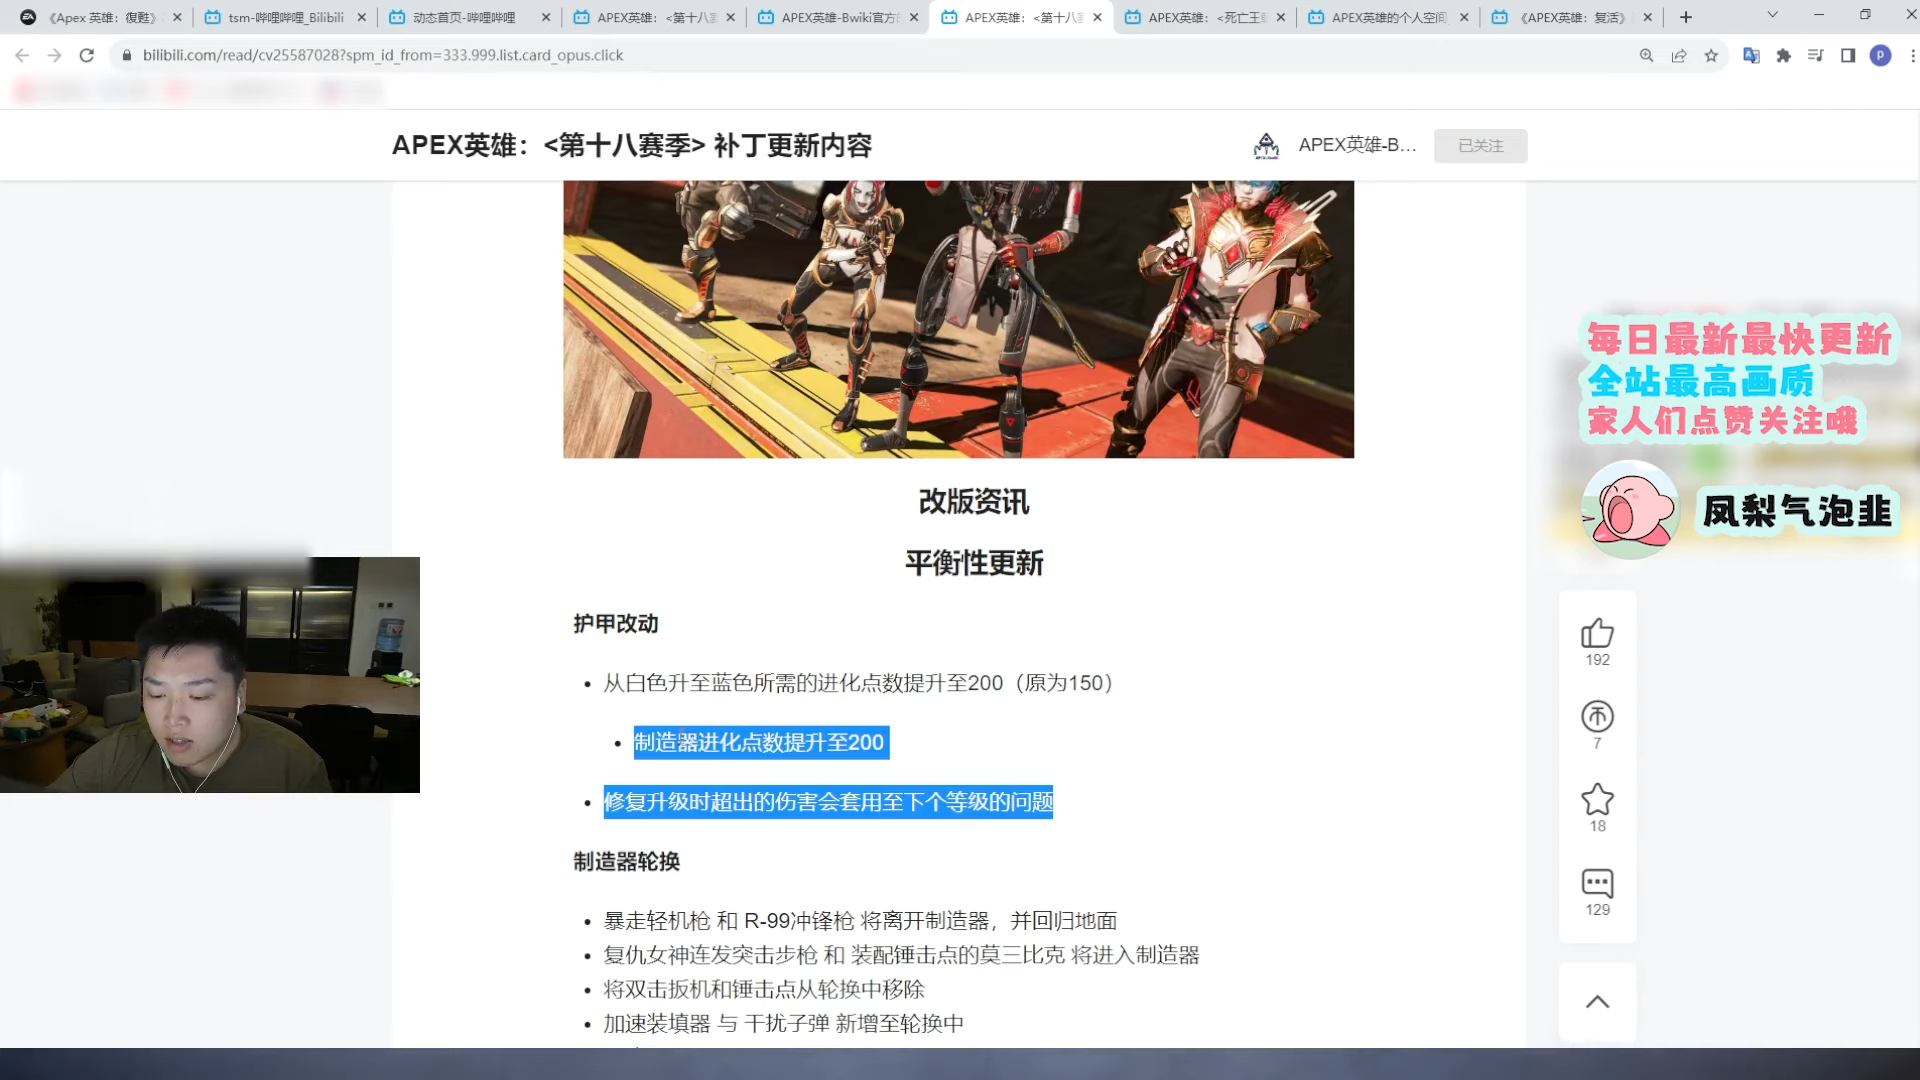 《Apex 英雄：復甦》
tsm-哔哩哔哩_Bilibili
动态首页-哔哩哔哩
APEX英雄：<第十八赛
APEX英雄-Bwiki官方
APEX英雄：<第十八赛
APEX英雄：<死亡王
APEX英雄的个人空间
《APEX英雄：复活》
bilibili.com/read/cv25587028?spm_id_from=333.999.list.card_opus.click
P
APEX英雄：<第十八赛季> 补丁更新内容
APEX英雄-B…
已关注
每日最新最快更新
全站最高画质
家人们点赞关注哦
凤梨气泡韭
改版资讯
平衡性更新
护甲改动
• 从白色升至蓝色所需的进化点数提升至200（原为150）
• 制造器进化点数提升至200
• 修复升级时超出的伤害会套用至下个等级的问题
制造器轮换
• 暴走轻机枪 和 R-99冲锋枪 将离开制造器，并回归地面
• 复仇女神连发突击步枪 和 装配锤击点的莫三比克 将进入制造器
• 将双击扳机和锤击点从轮换中移除
• 加速装填器 与 干扰子弹 新增至轮换中
192
7
18
129